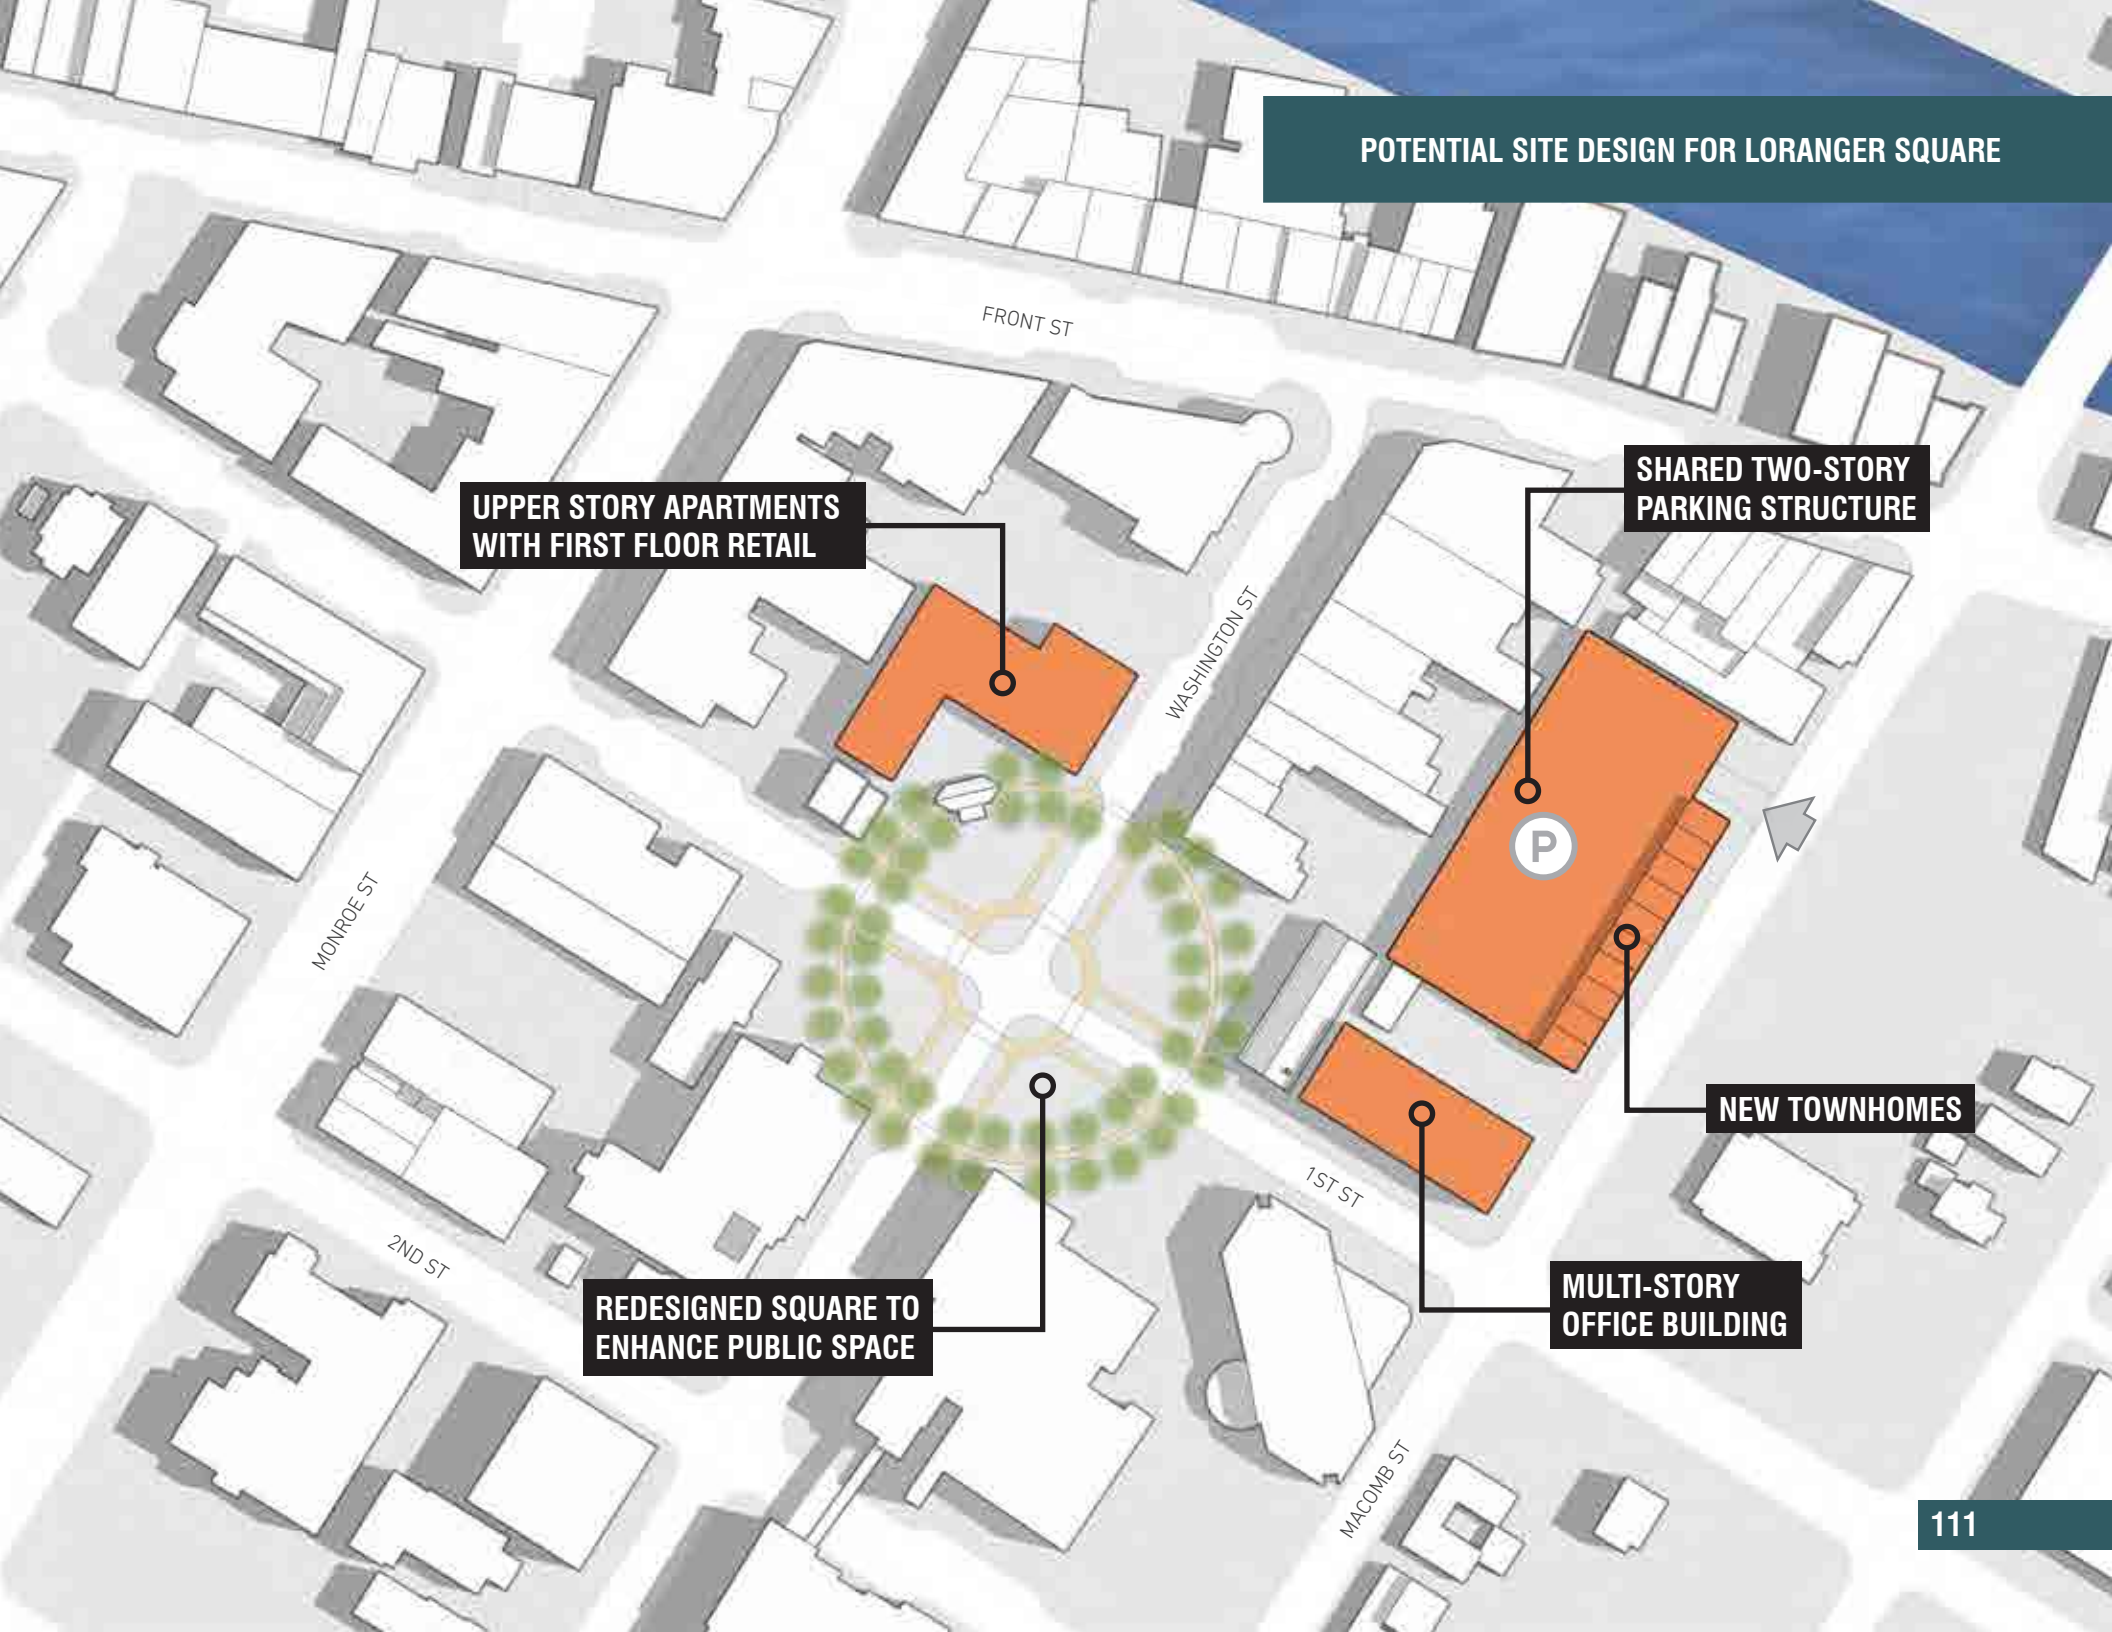 POTENTIAL SITE DESIGN FOR LORANGER SQUARE
FRONT ST
SHARED TWO-STORY
PARKING STRUCTURE
UPPER STORY APARTMENTS
WITH FIRST FLOOR RETAIL
WASHINGTON ST
P
MONROE ST
NEW TOWNHOMES
1ST ST
2ND ST
REDESIGNED SQUARE TO
ENHANCE PUBLIC SPACE
MULTI-STORY
OFFICE BUILDING
MACOMB ST
111